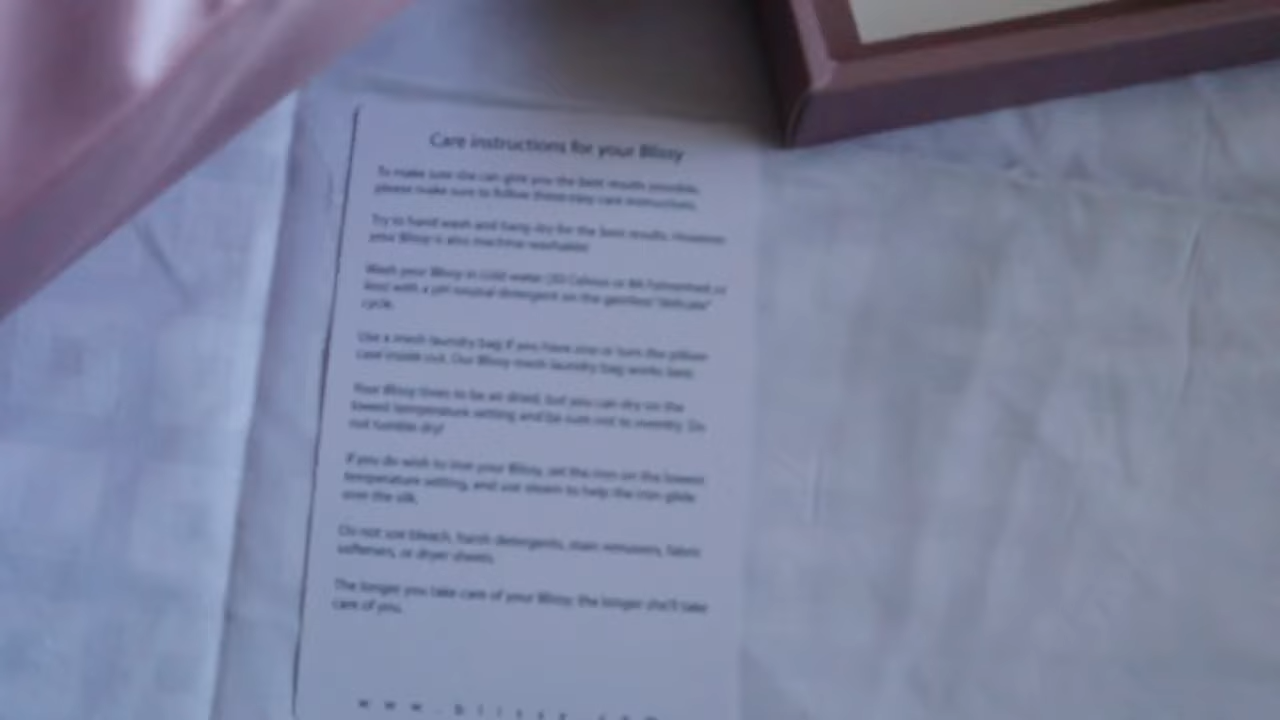 Care instructions for your Blissy
To make sure she can give you the best results possible,
please make sure to follow these easy care instructions.
Try to hand wash and hang dry for the best results. However,
your Blissy is also machine washable!
Wash your Blissy in cold water (30 Celsius or 86 Fahrenheit or
less) with a pH neutral detergent on the gentlest "delicate"
cycle.
Use a mesh laundry bag if you have one or turn the pillow
case inside out. Our Blissy mesh laundry bag works best.
Your Blissy loves to be air dried, but you can dry on the
lowest temperature setting and be sure not to overdry. Do
not tumble dry!
If you do wish to iron your Blissy, set the iron on the lowest
temperature setting, and use steam to help the iron glide
over the silk.
Do not use bleach, harsh detergents, stain removers, fabric
softeners, or dryer sheets.
The longer you take care of your Blissy, the longer she'll take
care of you.